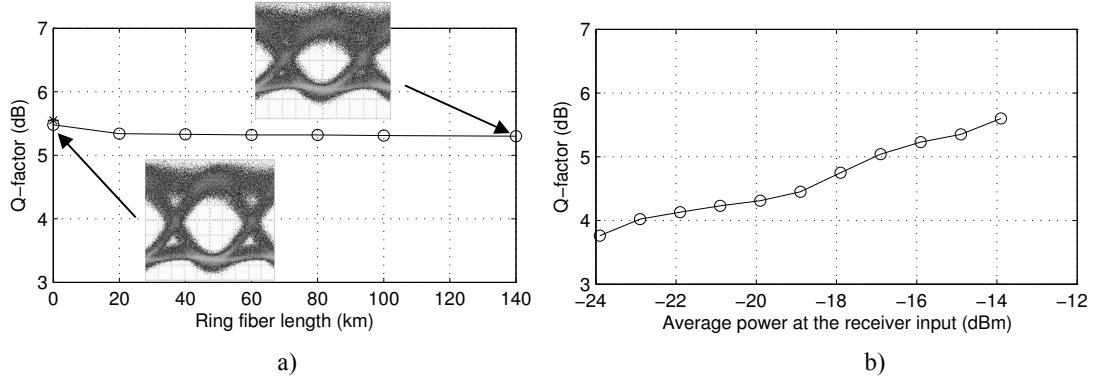 7
6
5
4
3
0 20 40 60 80 100 120 140
Q−factor (dB)
Ring fiber length (km)
a)
7
6
5
4
3
−24 −22 −20 −18 −16 −14 −12
Q−factor (dB)
Average power at the receiver input (dBm)
b)